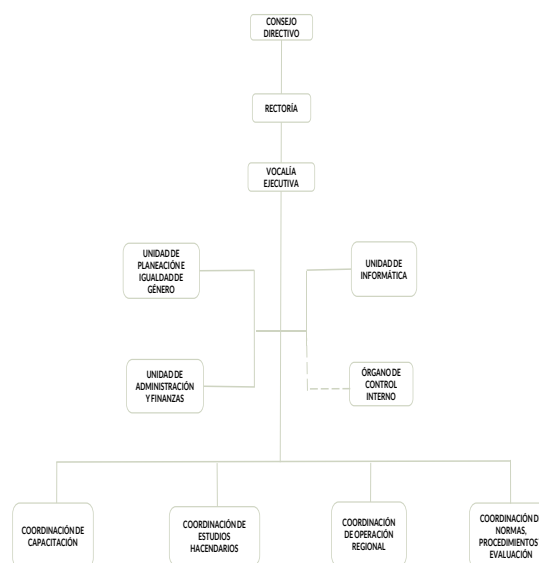 CONSEJO
DIRECTIVO
RECTORÍA
VOCALÍA
EJECUTIVA
UNIDAD DE
PLANEACIÓN E
IGUALDAD DE
GÉNERO
UNIDAD DE
INFORMÁTICA
UNIDAD DE
ADMINISTRACIÓN
Y FINANZAS
ÓRGANO DE
CONTROL
INTERNO
COORDINACIÓN DE
CAPACITACIÓN
COORDINACIÓN DE
ESTUDIOS
HACENDARIOS
COORDINACIÓN
DE OPERACIÓN
REGIONAL
COORDINACIÓN
NORMAS,
PROCEDIMIENTOS
EVALUACIÓN